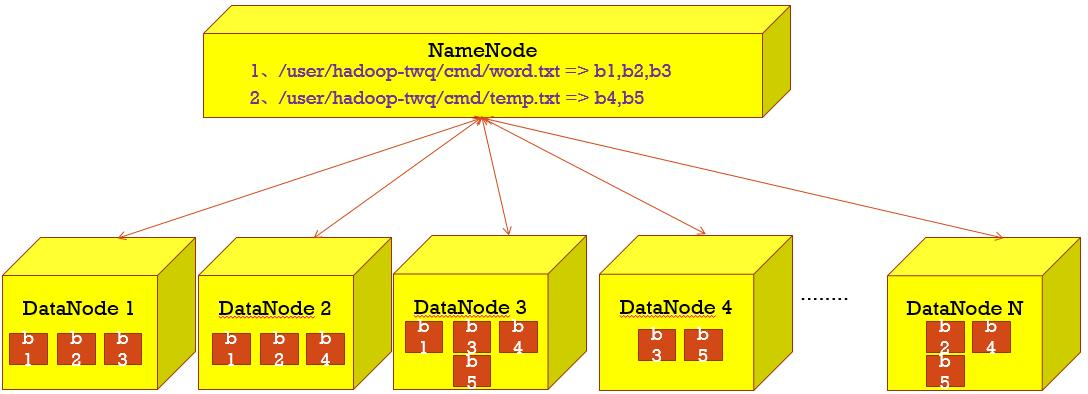 NameNode
1、/user/hadoop-twq/cmd/word.txt => b1,b2,b3
2、/user/hadoop-twq/cmd/temp.txt => b4,b5
DataNode 1
b1 b2 b3
DataNode 2
b1 b2 b4
DataNode 3
b1 b3 b4
b5
DataNode 4
b3 b5
........
DataNode N
b2 b4
b5